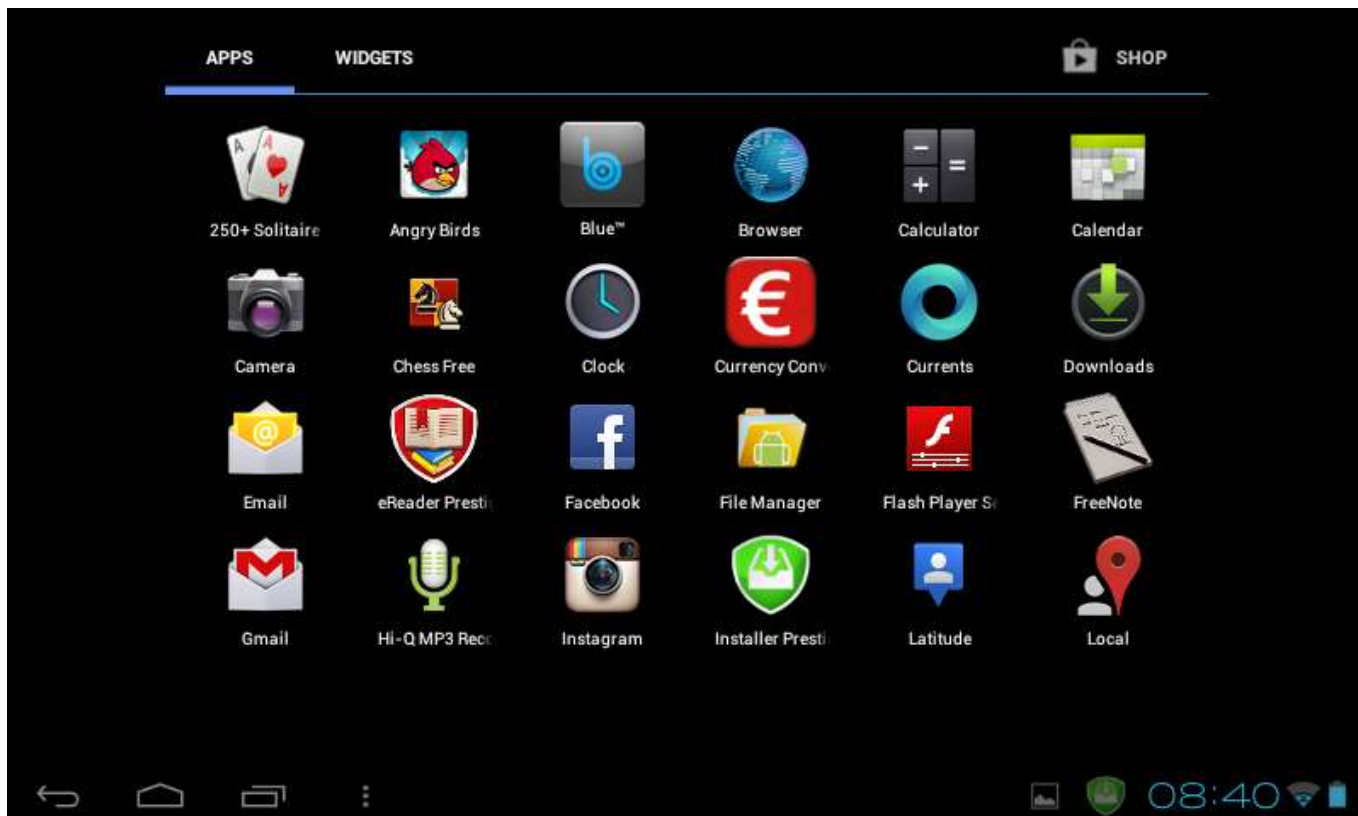 APPS WIDGETS SHOP
250+ Solitaire Angry Birds Blue™ Browser Calculator Calendar
Camera Chess Free Clock Currency Conv Currents Downloads
Email eReader Presti Facebook File Manager Flash Player Se FreeNote
Gmail Hi-Q MP3 Reco Instagram Installer Presti Latitude Local
08:40